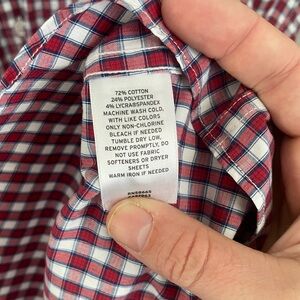 72% COTTON
24% POLYESTER
4% LYCRA®SPANDEX
MACHINE WASH COLD,
WITH LIKE COLORS
ONLY NON-CHLORINE
BLEACH IF NEEDED
TUMBLE DRY LOW,
REMOVE PROMPTLY, DO
NOT USE FABRIC
SOFTENERS OR DRYER
SHEETS
WARM IRON IF NEEDED